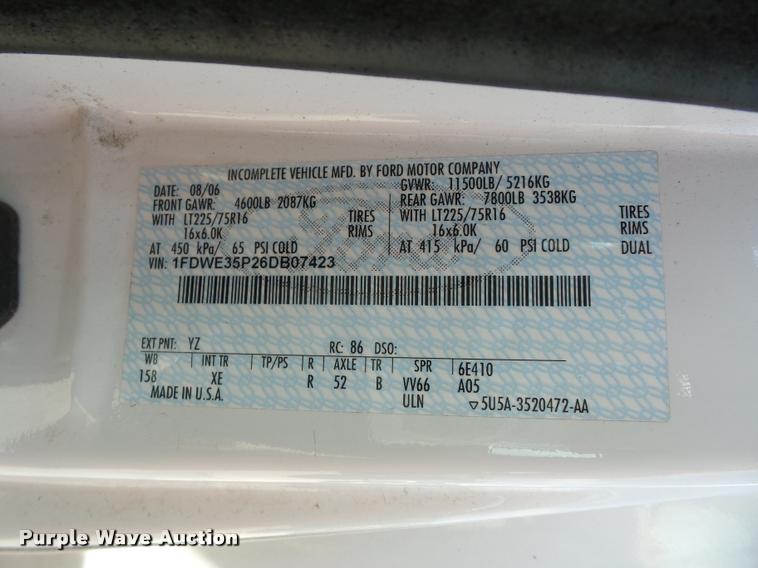 INCOMPLETE VEHICLE MFD. BY FORD MOTOR COMPANY
DATE: 08/06 GVWR: 11500LB/ 5216KG
FRONT GAWR: 4600LB 2087KG REAR GAWR: 7800LB 3538KG
WITH LT225/75R16 TIRES WITH LT225/75R16 TIRES
16x6.0K RIMS 16x6.0K RIMS
AT 450 kPa/ 65 PSI COLD AT 415 kPa/ 60 PSI COLD DUAL
VIN: 1FDWE35P26DB07423
EXT PNT: YZ RC: 86 DSO:
WB INT TR TP/PS R AXLE TR SPR 6E410
158 XE R 52 B VV66 A05
MADE IN U.S.A. ULN ▽5U5A-3520472-AA
Purple Wave Auction